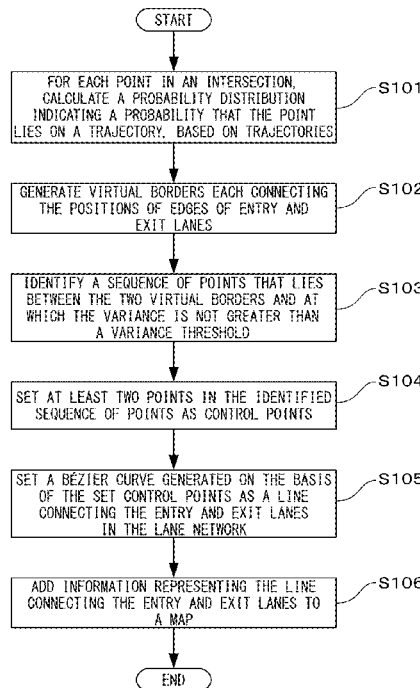 START
FOR EACH POINT IN AN INTERSECTION,
CALCULATE A PROBABILITY DISTRIBUTION
INDICATING A PROBABILITY THAT THE POINT
LIES ON A TRAJECTORY, BASED ON TRAJECTORIES
S101
GENERATE VIRTUAL BORDERS EACH CONNECTING
THE POSITIONS OF EDGES OF ENTRY AND
EXIT LANES
S102
IDENTIFY A SEQUENCE OF POINTS THAT LIES
BETWEEN THE TWO VIRTUAL BORDERS AND AT
WHICH THE VARIANCE IS NOT GREATER THAN
A VARIANCE THRESHOLD
S103
SET AT LEAST TWO POINTS IN THE IDENTIFIED
SEQUENCE OF POINTS AS CONTROL POINTS
S104
SET A BÉZIER CURVE GENERATED ON THE BASIS
OF THE SET CONTROL POINTS AS A LINE
CONNECTING THE ENTRY AND EXIT LANES
IN THE LANE NETWORK
S105
ADD INFORMATION REPRESENTING THE LINE
CONNECTING THE ENTRY AND EXIT LANES TO
A MAP
S106
END